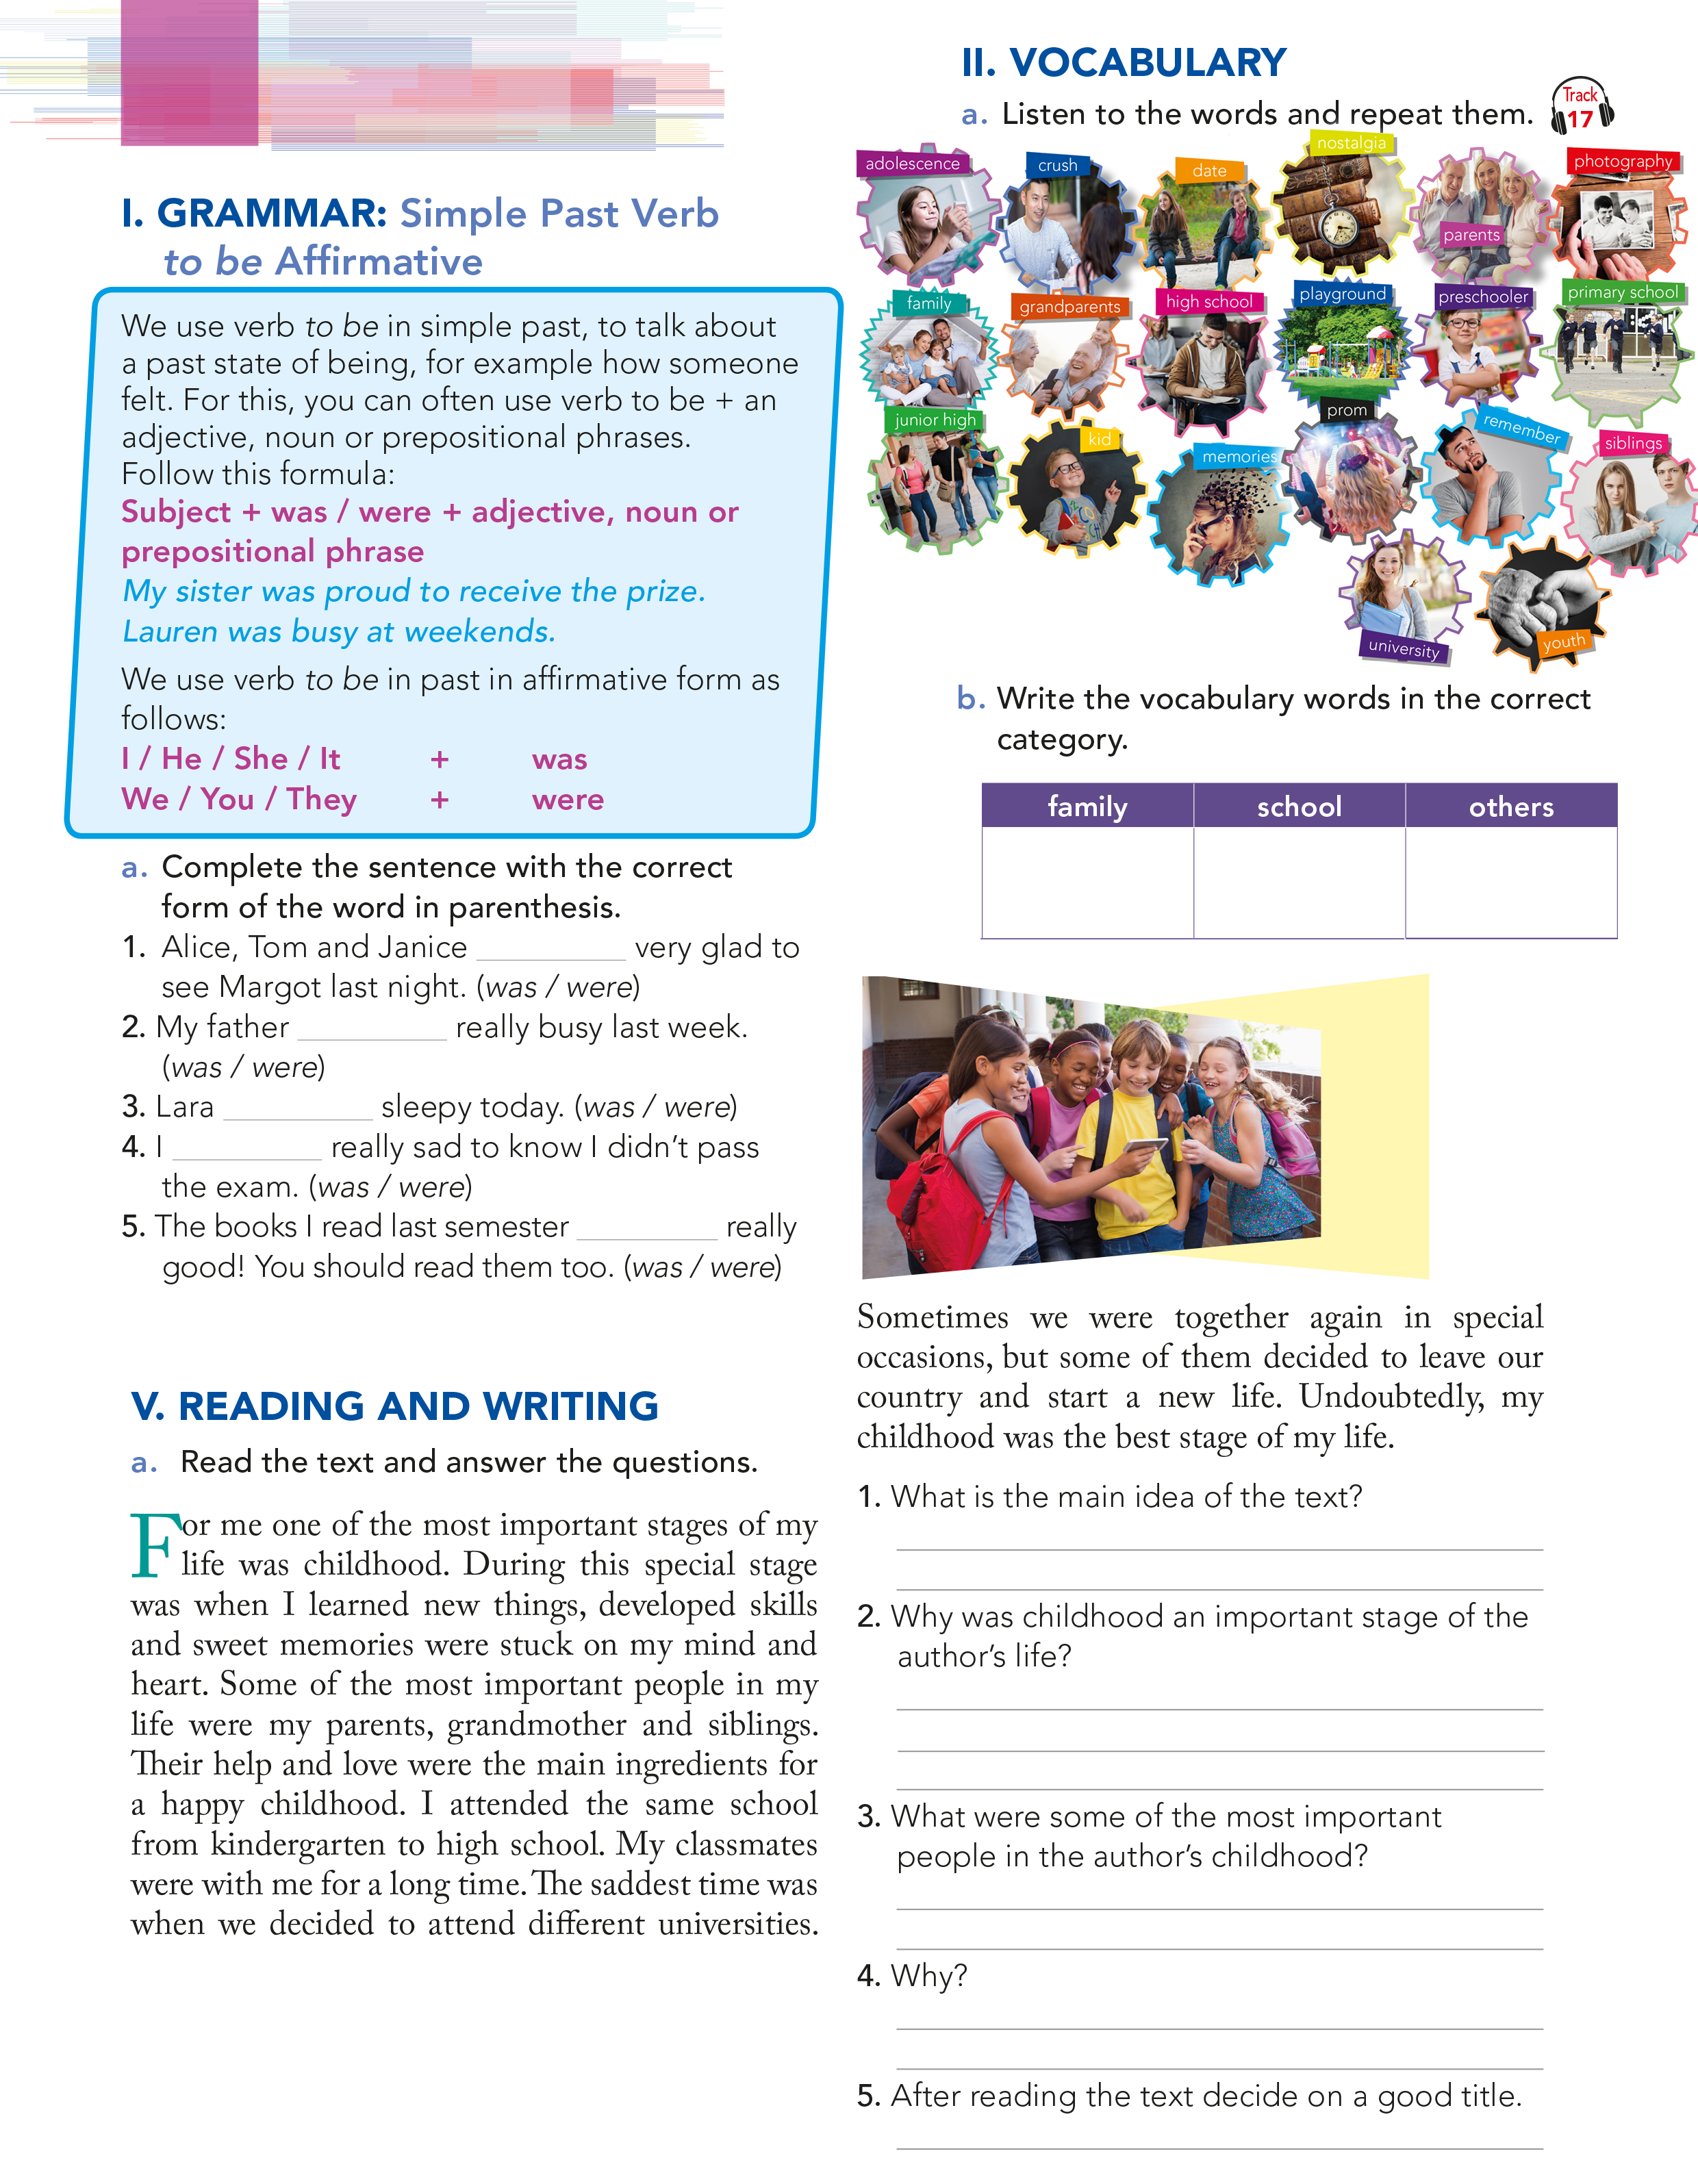 I. GRAMMAR: Simple Past Verb
to be Affirmative
We use verb to be in simple past, to talk about
a past state of being, for example how someone
felt. For this, you can often use verb to be + an
adjective, noun or prepositional phrases.
Follow this formula:
Subject + was / were + adjective, noun or
prepositional phrase
My sister was proud to receive the prize.
Lauren was busy at weekends.
We use verb to be in past in affirmative form as
follows:
I / He / She / It + was
We / You / They + were
a. Complete the sentence with the correct
form of the word in parenthesis.
1. Alice, Tom and Janice __________ very glad to
see Margot last night. (was / were)
2. My father __________ really busy last week.
(was / were)
3. Lara __________ sleepy today. (was / were)
4. I __________ really sad to know I didn’t pass
the exam. (was / were)
5. The books I read last semester __________ really
good! You should read them too. (was / were)
II. VOCABULARY
a. Listen to the words and repeat them.
Track
17
adolescence
crush
date
nostalgia
parents
photography
family
grandparents
high school
playground
preschooler
primary school
junior high
kid
memories
prom
remember
siblings
university
youth
b. Write the vocabulary words in the correct
category.
family school others
V. READING AND WRITING
a. Read the text and answer the questions.
For me one of the most important stages of my
life was childhood. During this special stage
was when I learned new things, developed skills
and sweet memories were stuck on my mind and
heart. Some of the most important people in my
life were my parents, grandmother and siblings.
Their help and love were the main ingredients for
a happy childhood. I attended the same school
from kindergarten to high school. My classmates
were with me for a long time. The saddest time was
when we decided to attend different universities.
Sometimes we were together again in special
occasions, but some of them decided to leave our
country and start a new life. Undoubtedly, my
childhood was the best stage of my life.
1. What is the main idea of the text?
2. Why was childhood an important stage of the
author’s life?
3. What were some of the most important
people in the author’s childhood?
4. Why?
5. After reading the text decide on a good title.